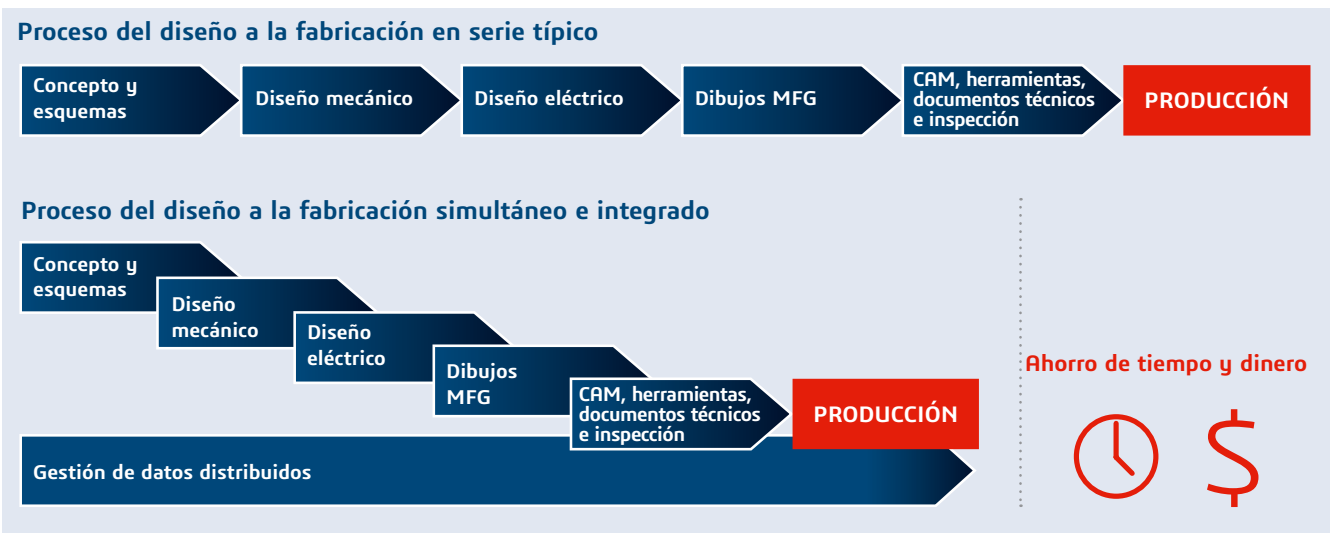 Proceso del diseño a la fabricación en serie típico
Concepto y
esquemas
Diseño mecánico
Diseño eléctrico
Dibujos MFG
CAM, herramientas,
documentos técnicos
e inspección
PRODUCCIÓN
Proceso del diseño a la fabricación simultáneo e integrado
Concepto y
esquemas
Diseño
mecánico
Diseño
eléctrico
Dibujos
MFG
CAM, herramientas,
documentos técnicos
e inspección
PRODUCCIÓN
Gestión de datos distribuidos
Ahorro de tiempo y dinero
$